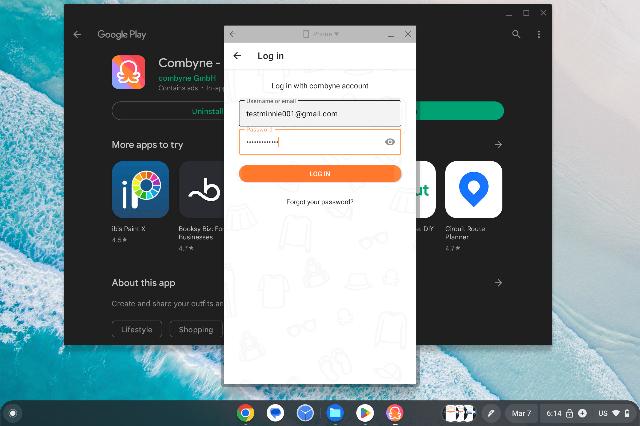 Google Play
Phone
Log in
Combyne -
combyne GmbH
Contains ads · In-app
Uninstall
Log in with combyne account
Username or email
testminnie001@gmail.com
Password
LOG IN
Forgot your password?
More apps to try
ibis Paint X
4.6★
Booksy Biz: For
Businesses
4.7★
ut
, DIY
Circuit Route
Planner
4.7★
About this app
Create and share your outfits an
Lifestyle
Shopping
Mar 7
6:14
US